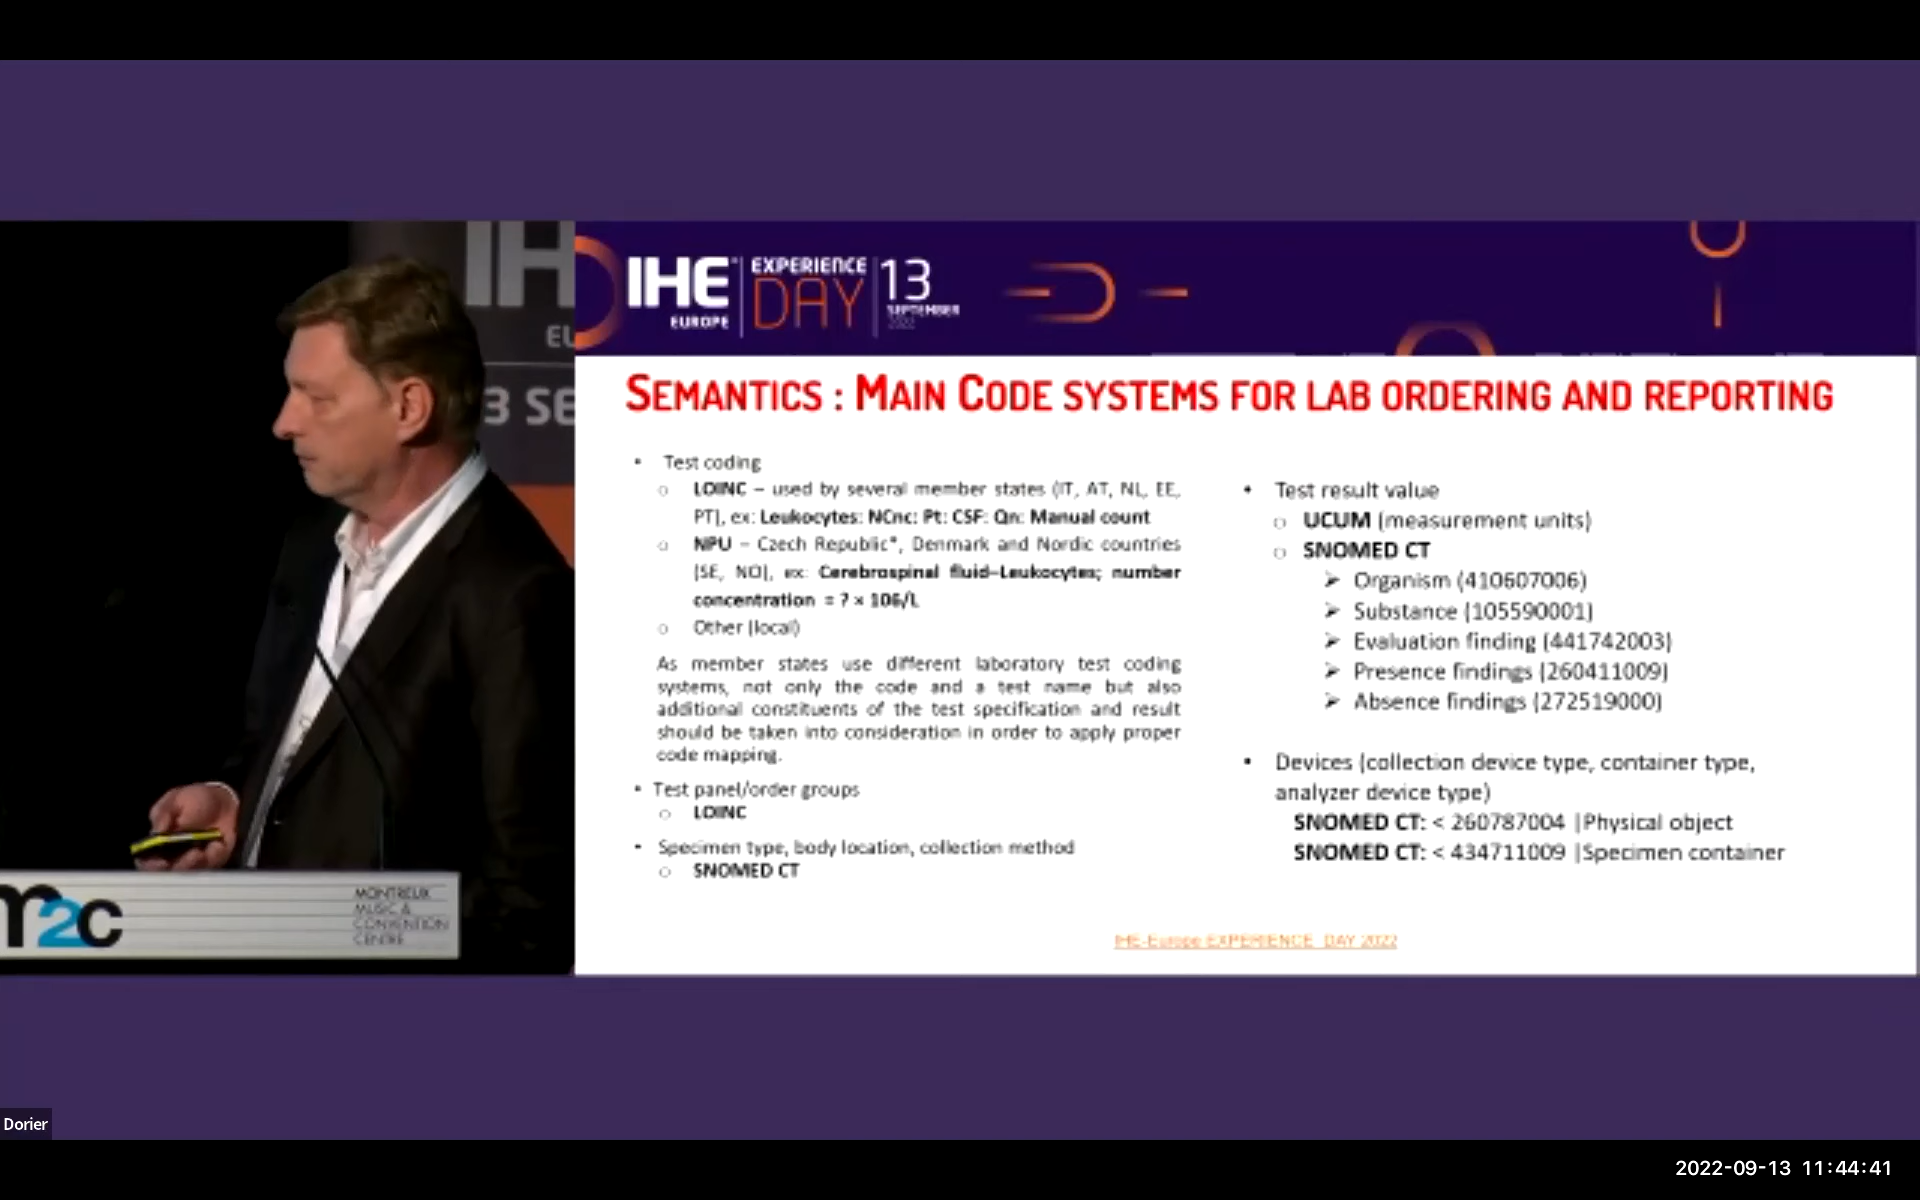 IH
EU
3 SE
m2c
MONTREUX
MUSIC &
CONVENTION
CENTRE
IHE
EUROPE
EXPERIENCE
DAY
13
SEPTEMBER
2022
SEMANTICS : MAIN CODE SYSTEMS FOR LAB ORDERING AND REPORTING
• Test coding
○ LOINC – used by several member states (IT, AT, NL, EE,
PT), ex: Leukocytes: NCnc: Pt: CSF: Qn: Manual count
○ NPU – Czech Republic*, Denmark and Nordic countries
(SE, NO), ex: Cerebrospinal fluid–Leukocytes; number
concentration = ? × 106/L
○ Other (local)
As member states use different laboratory test coding
systems, not only the code and a test name but also
additional constituents of the test specification and result
should be taken into consideration in order to apply proper
code mapping.
• Test panel/order groups
○ LOINC
• Specimen type, body location, collection method
○ SNOMED CT
• Test result value
○ UCUM (measurement units)
○ SNOMED CT
➢ Organism (410607006)
➢ Substance (105590001)
➢ Evaluation finding (441742003)
➢ Presence findings (260411009)
➢ Absence findings (272519000)
• Devices (collection device type, container type,
analyzer device type)
SNOMED CT: < 260787004 |Physical object
SNOMED CT: < 434711009 |Specimen container
IHE-Europe EXPERIENCE DAY 2022
Dorier
2022-09-13 11:44:41